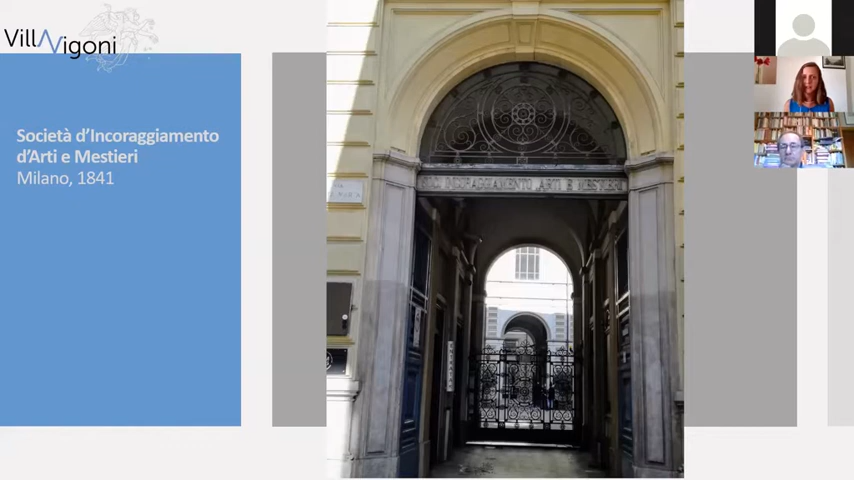 VillaVigoni
Società d'Incoraggiamento
d'Arti e Mestieri
Milano, 1841
INCORAGGIAMENTO ARTI E MESTIERI